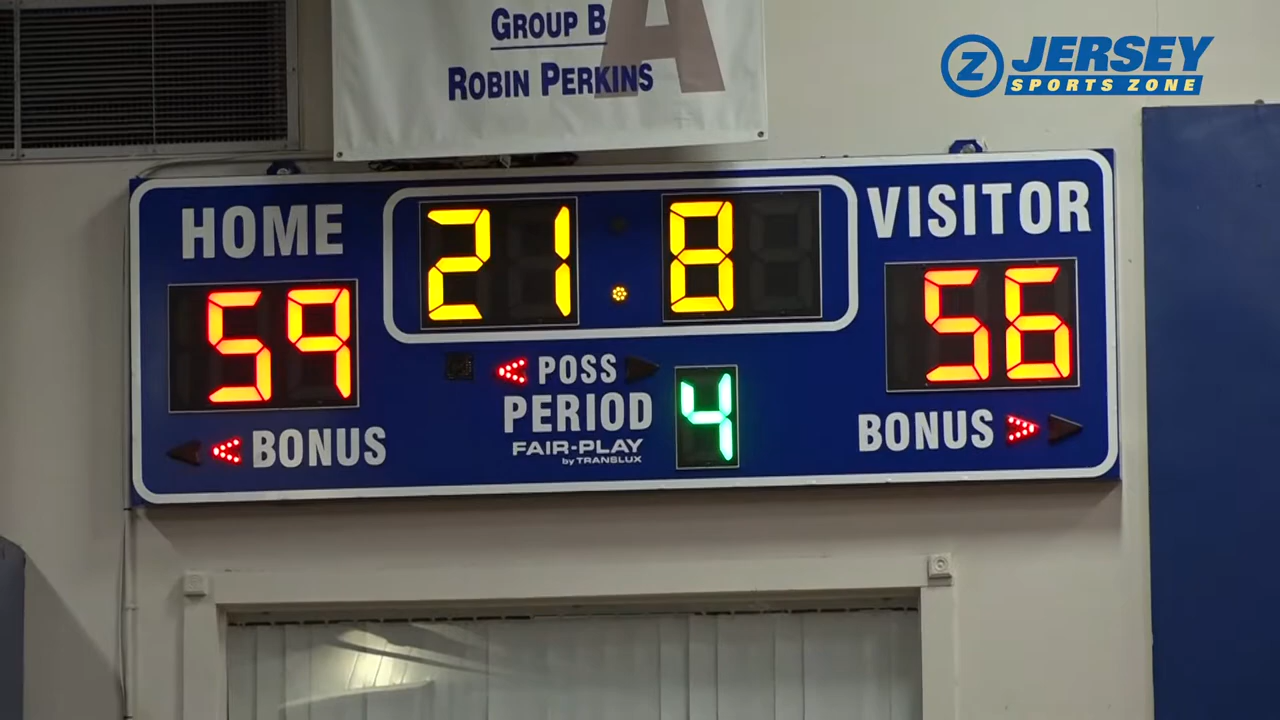 GROUP B
A
ROBIN PERKINS
Z JERSEY
SPORTS ZONE
HOME
21.8
VISITOR
59
56
POSS
PERIOD
4
BONUS
BONUS
FAIR-PLAY
by TRANSLUX